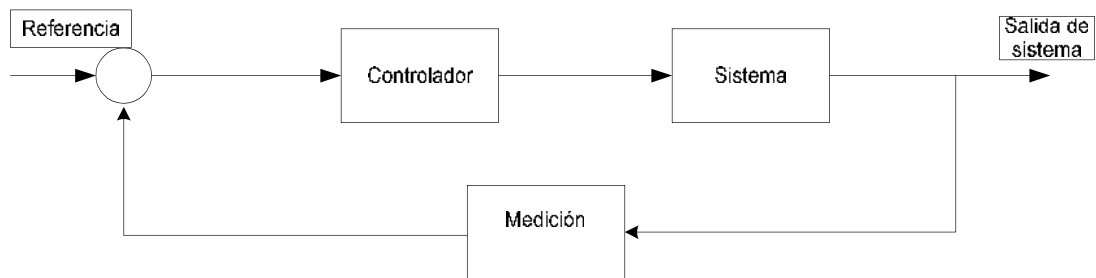 Referencia
Controlador
Sistema
Salida de
sistema
Medición